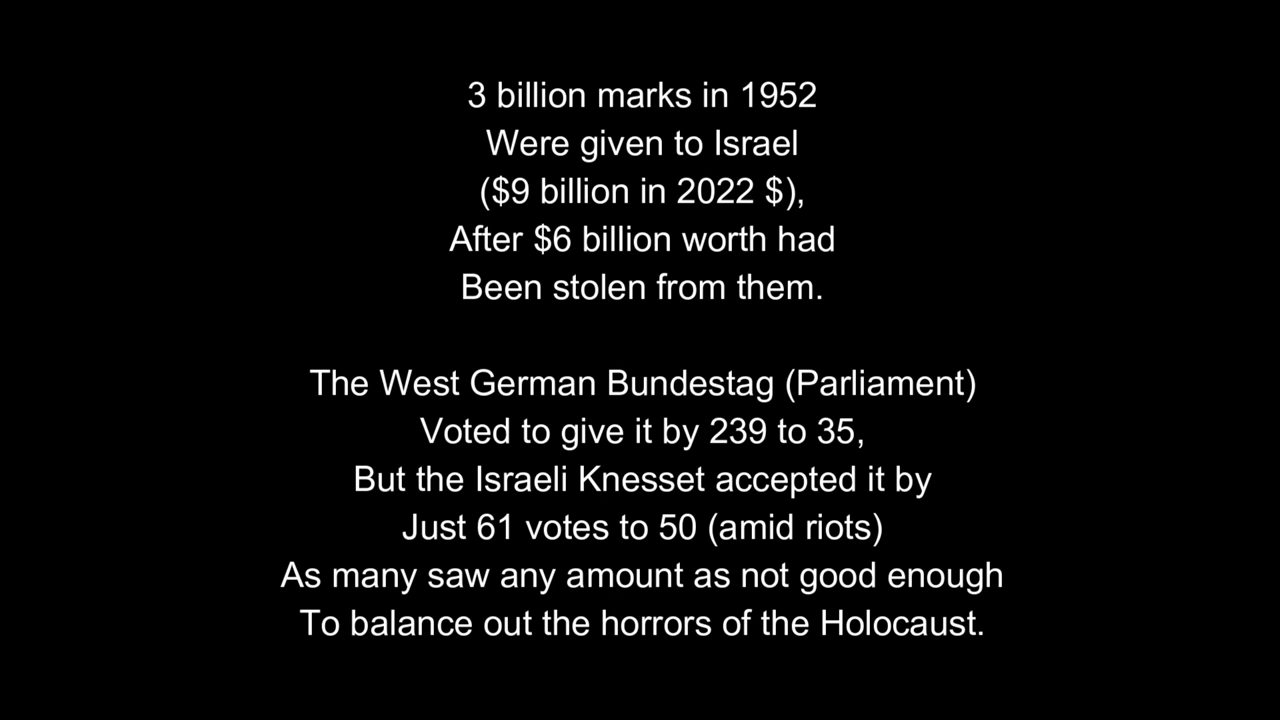 3 billion marks in 1952
Were given to Israel
($9 billion in 2022 $),
After $6 billion worth had
Been stolen from them.
The West German Bundestag (Parliament)
Voted to give it by 239 to 35,
But the Israeli Knesset accepted it by
Just 61 votes to 50 (amid riots)
As many saw any amount as not good enough
To balance out the horrors of the Holocaust.